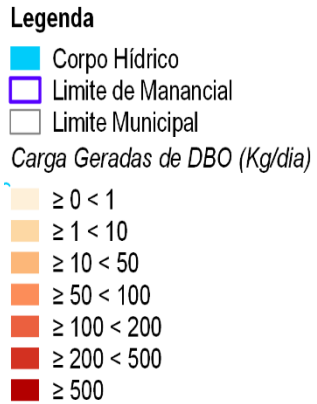 Legenda
Corpo Hídrico
Limite de Manancial
Limite Municipal
Carga Geradas de DBO (Kg/dia)
≥ 0 < 1
≥ 1 < 10
≥ 10 < 50
≥ 50 < 100
≥ 100 < 200
≥ 200 < 500
≥ 500